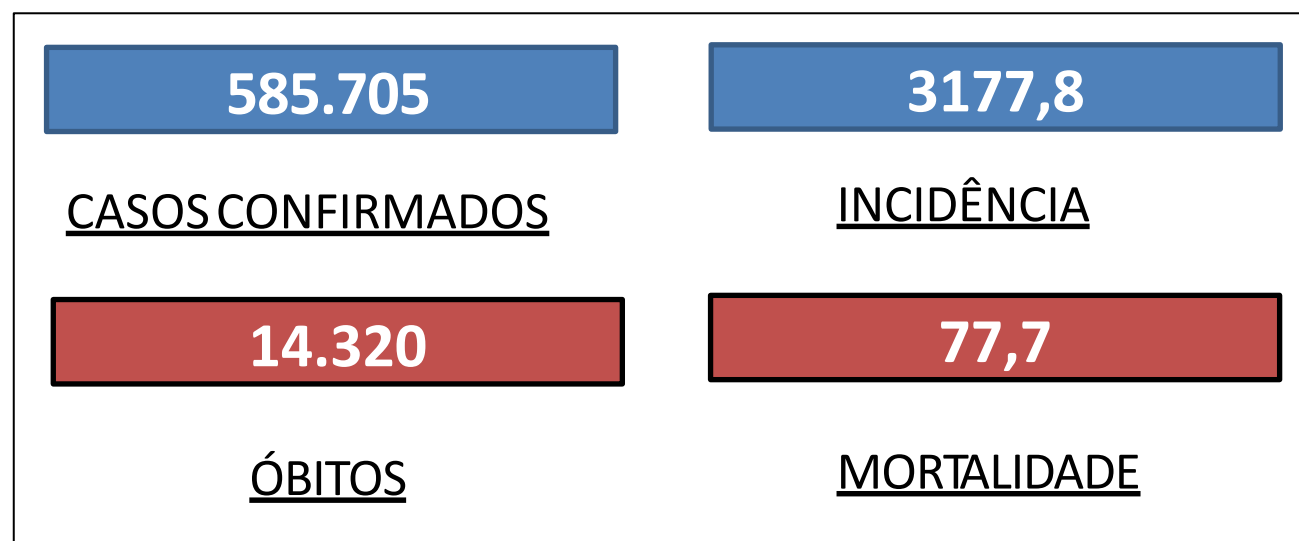 585.705
3177,8
CASOS CONFIRMADOS
INCIDÊNCIA
14.320
77,7
ÓBITOS
MORTALIDADE